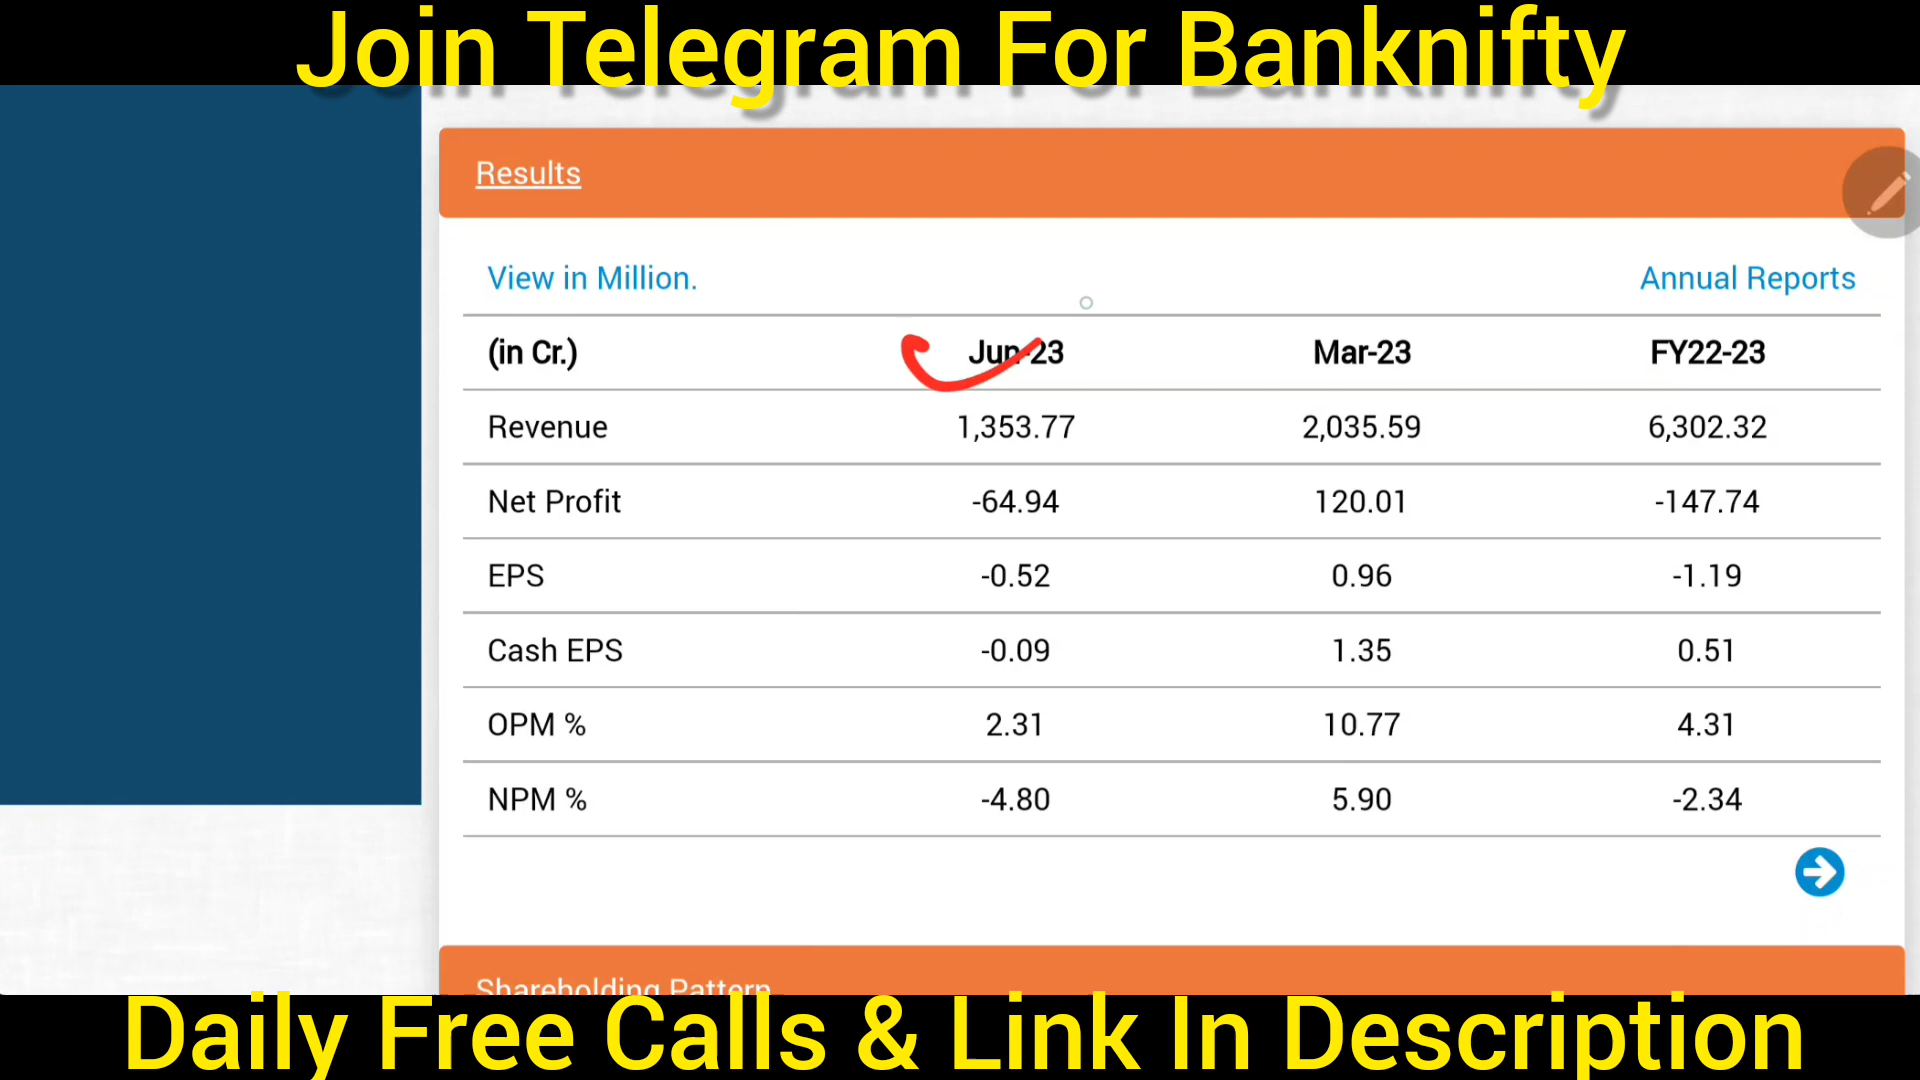 Join Telegram For Banknifty
Results
View in Million. Annual Reports
(in Cr.) Jun-23 Mar-23 FY22-23
Revenue 1,353.77 2,035.59 6,302.32
Net Profit -64.94 120.01 -147.74
EPS -0.52 0.96 -1.19
Cash EPS -0.09 1.35 0.51
OPM % 2.31 10.77 4.31
NPM % -4.80 5.90 -2.34
Shareholding Pattern
Daily Free Calls & Link In Description